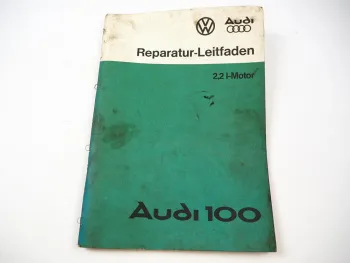 Audi
Reparatur-Leitfaden
2,2 l-Motor
Audi 100